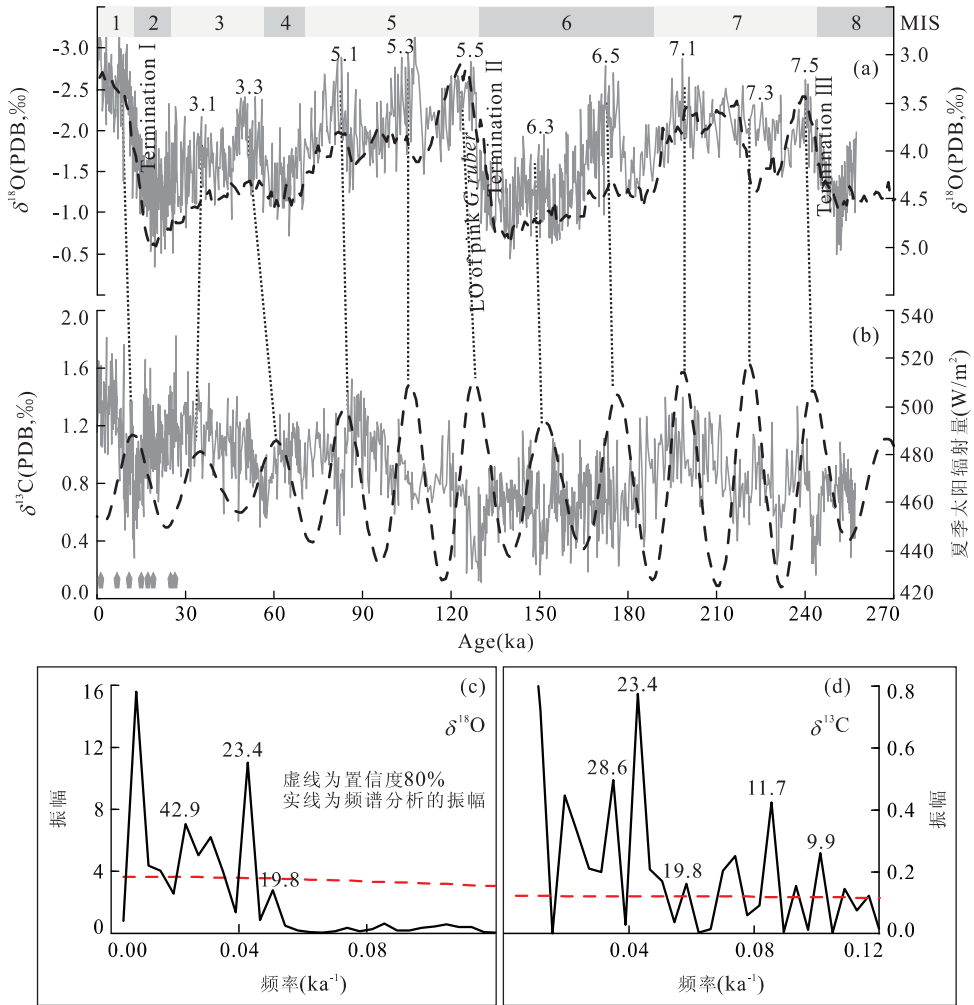 1 2 3 4 5 6 7 8 MIS
(a)
-3.0
-2.5
-2.0
-1.5
-1.0
-0.5
δ¹⁸O(PDB,‰)
3.0
3.5
4.0
4.5
5.0
δ¹⁸O(PDB,‰)
Termination Ⅰ
3.1
3.3
5.1
5.3
5.5
LO of pink G.ruber
Termination Ⅱ
6.3
6.5
7.1
7.3
7.5
Termination Ⅲ
(b)
2.0
1.6
1.2
0.8
0.4
0.0
δ¹³C(PDB,‰)
540
520
500
480
460
440
420
夏季太阳辐射量(W/m²)
0 30 60 90 120 150 180 210 240 270
Age(ka)
(c)
δ¹⁸O
16
12
8
4
0
振幅
42.9
23.4
19.8
虚线为置信度80%
实线为频谱分析的振幅
0.00 0.04 0.08
频率(ka⁻¹)
(d)
δ¹³C
28.6
23.4
19.8
11.7
9.9
0.8
0.6
0.4
0.2
0.0
振幅
0.04 0.08 0.12
频率(ka⁻¹)